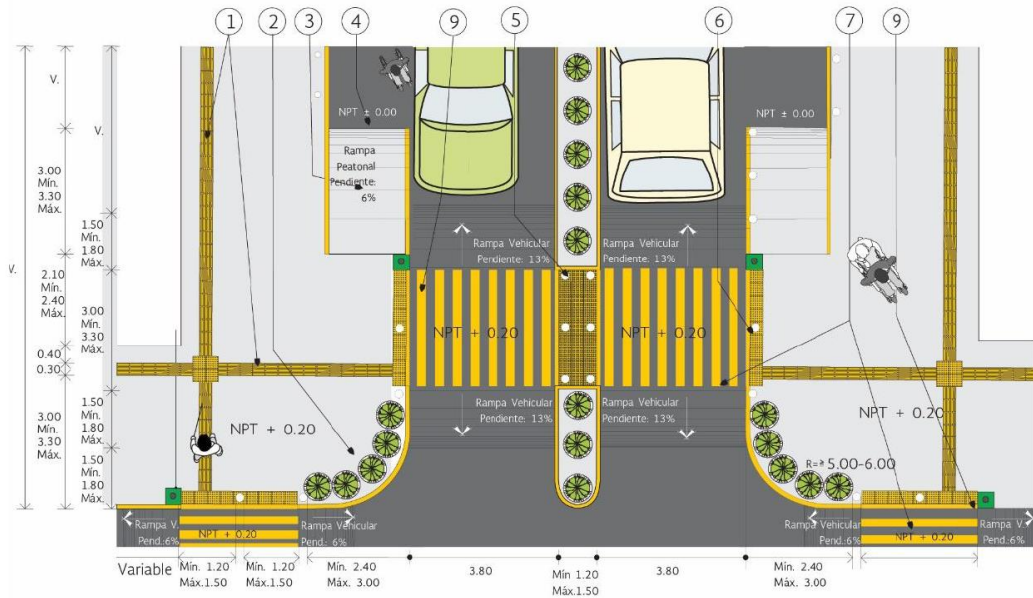 1
2
3
4
9
5
6
7
9
V.
V.
V.
3.00
Mín.
3.30
Máx.
1.50
Mín.
1.80
Máx.
2.10
Mín.
2.40
Máx.
3.00
Mín.
3.30
Máx.
0.40
0.30
3.00
Mín.
3.30
Máx.
1.50
Mín.
1.80
Máx.
1.50
Mín.
1.80
Máx.
NPT ± 0.00
Rampa
Peatonal
Pendiente:
6%
NPT ± 0.00
Rampa Vehicular
Pendiente: 13%
Rampa Vehicular
Pendiente: 13%
NPT + 0.20
NPT + 0.20
Rampa Vehicular
Pendiente: 13%
Rampa Vehicular
Pendiente: 13%
NPT + 0.20
NPT + 0.20
R=ª 5.00-6.00
Rampa V.
Pend.:6%
NPT + 0.20
Rampa Vehicular
Pend.: 6%
Rampa Vehicular
Pend.:6%
NPT + 0.20
Rampa V.
Pend.:6%
Variable
Mín. 1.20
Máx.1.50
Mín. 1.20
Máx.1.50
Mín. 2.40
Máx. 3.00
3.80
Mín 1.20
Máx.1.50
3.80
Mín. 2.40
Máx. 3.00